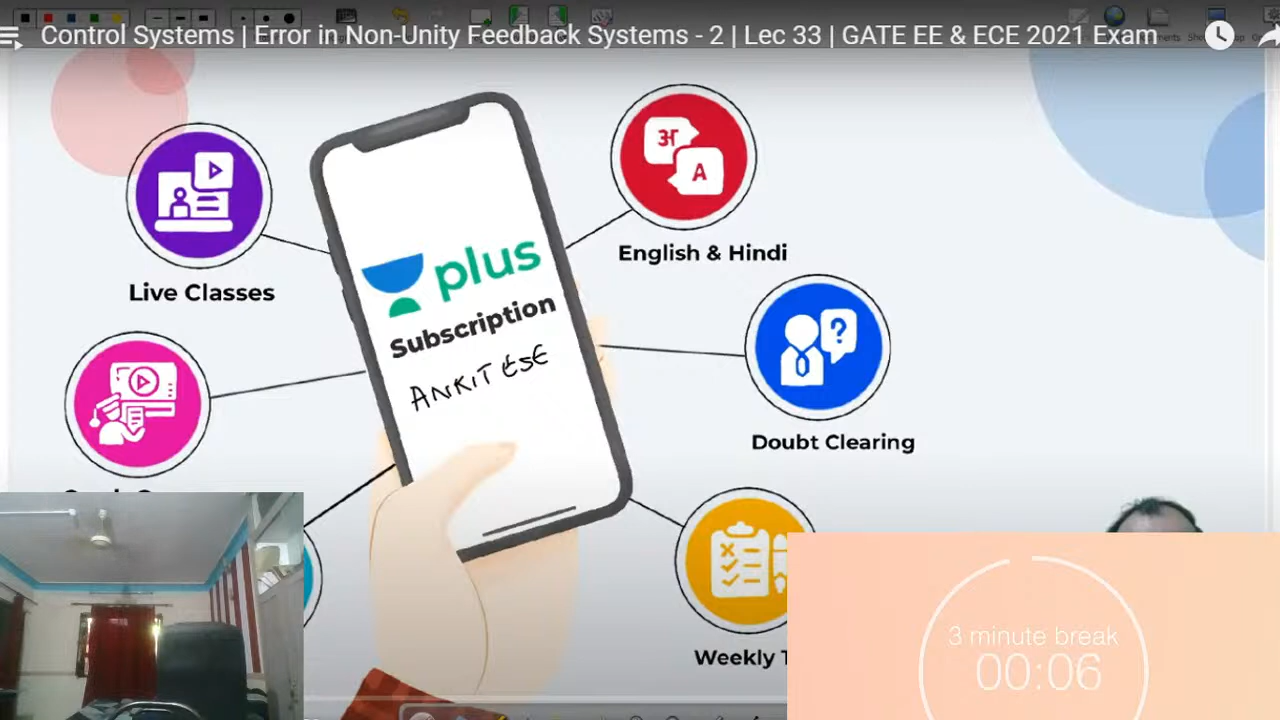 Control Systems | Error in Non-Unity Feedback Systems - 2 | Lec 33 | GATE EE & ECE 2021 Exam
अ
A
English & Hindi
Live Classes
plus
Subscription
ANKIT ESE
?
Doubt Clearing
Weekly
3 minute break
00:06